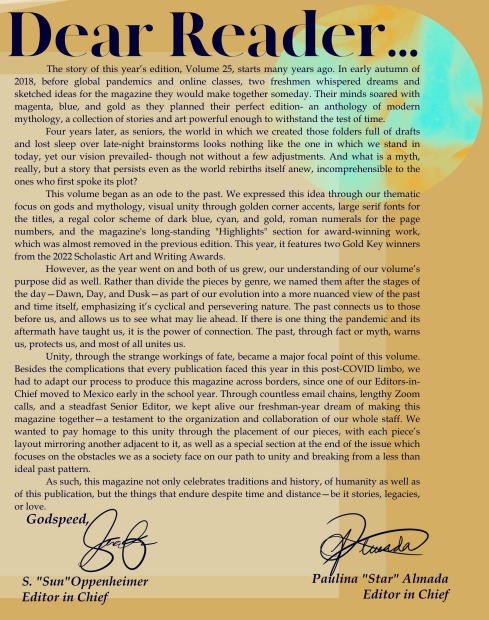 Dear Reader...
The story of this year's edition, Volume 25, starts many years ago. In early autumn of
2018, before global pandemics and online classes, two freshmen whispered dreams and
sketched ideas for the magazine they would make together someday. Their minds soared with
magenta, blue, and gold as they planned their perfect edition- an anthology of modern
mythology, a collection of stories and art powerful enough to withstand the test of time.
Four years later, as seniors, the world in which we created those folders full of drafts
and lost sleep over late-night brainstorms looks nothing like the one in which we stand in
today, yet our vision prevailed- though not without a few adjustments. And what is a myth,
really, but a story that persists even as the world rebirths itself anew, incomprehensible to the
ones who first spoke its plot?
This volume began as an ode to the past. We expressed this idea through our thematic
focus on gods and mythology, visual unity through golden corner accents, large serif fonts for
the titles, a regal color scheme of dark blue, cyan, and gold, roman numerals for the page
numbers, and the magazine's long-standing "Highlights" section for award-winning work,
which was almost removed in the previous edition. This year, it features two Gold Key winners
from the 2022 Scholastic Art and Writing Awards.
However, as the year went on and both of us grew, our understanding of our volume's
purpose did as well. Rather than divide the pieces by genre, we named them after the stages of
the day—Dawn, Day, and Dusk—as part of our evolution into a more nuanced view of the past
and time itself, emphasizing it's cyclical and persevering nature. The past connects us to those
before us, and allows us to see what may lie ahead. If there is one thing the pandemic and its
aftermath have taught us, it is the power of connection. The past, through fact or myth, warns
us, protects us, and most of all unites us.
Unity, through the strange workings of fate, became a major focal point of this volume.
Besides the complications that every publication faced this year in this post-COVID limbo, we
had to adapt our process to produce this magazine across borders, since one of our Editors-in-
Chief moved to Mexico early in the school year. Through countless email chains, lengthy Zoom
calls, and a steadfast Senior Editor, we kept alive our freshman-year dream of making this
magazine together—a testament to the organization and collaboration of our whole staff. We
wanted to pay homage to this unity through the placement of our pieces, with each piece's
layout mirroring another adjacent to it, as well as a special section at the end of the issue which
focuses on the obstacles we as a society face on our path to unity and breaking from a less than
ideal past pattern.
As such, this magazine not only celebrates traditions and history, of humanity as well as
of this publication, but the things that endure despite time and distance—be it stories, legacies,
or love.
Godspeed,
S. "Sun"Oppenheimer
Editor in Chief
Paulina "Star" Almada
Editor in Chief